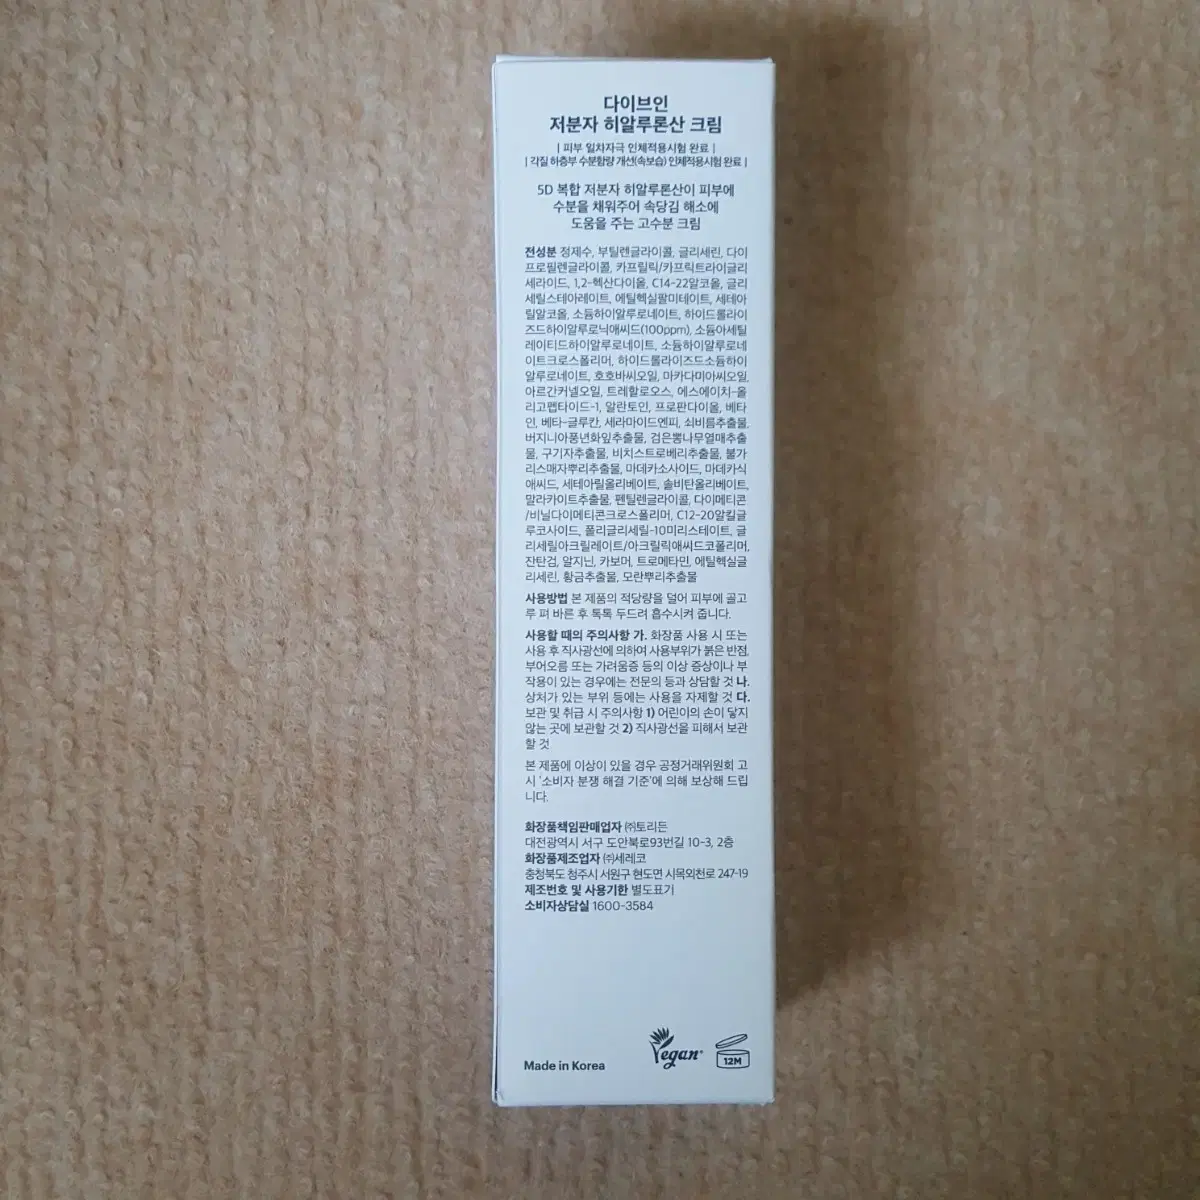 다이브인
저분자 히알루론산 크림
| 피부 일차자극 인체적용시험 완료 |
| 각질 하층부 수분함량 개선(속보습) 인체적용시험 완료 |
5D 복합 저분자 히알루론산이 피부에
수분을 채워주어 속당김 해소에
도움을 주는 고수분 크림
전성분 정제수, 부틸렌글라이콜, 글리세린, 다이
프로필렌글라이콜, 카프릴릭/카프릭트라이글리
세라이드, 1,2-헥산다이올, C14-22알코올, 글리
세릴스테아레이트, 에틸헥실팔미테이트, 세테아
릴알코올, 소듐하이알루로네이트, 하이드롤라이
즈드하이알루로닉애씨드(100ppm), 소듐아세틸
레이티드하이알루로네이트, 소듐하이알루로네
이트크로스폴리머, 하이드롤라이즈드소듐하이
알루로네이트, 호호바씨오일, 마카다미아씨오일,
아르간커넬오일, 트레할로오스, 에스에이치-올
리고펩타이드-1, 알란토인, 프로판다이올, 베타
인, 베타-글루칸, 세라마이드엔피, 쇠비름추출물,
버지니아풍년화잎추출물, 검은뽕나무열매추출
물, 구기자추출물, 비치스트로베리추출물, 불가
리스매자뿌리추출물, 마데카소사이드, 마데카식
애씨드, 세테아릴올리베이트, 솔비탄올리베이트,
말라카이트추출물, 펜틸렌글라이콜, 다이메티콘
/비닐다이메티콘크로스폴리머, C12-20알킬글
루코사이드, 폴리글리세릴-10미리스테이트, 글
리세릴아크릴레이트/아크릴릭애씨드코폴리머,
잔탄검, 알지닌, 카보머, 트로메타민, 에틸헥실글
리세린, 황금추출물, 모란뿌리추출물
사용방법 본 제품의 적당량을 덜어 피부에 골고
루 펴 바른 후 톡톡 두드려 흡수시켜 줍니다.
사용할 때의 주의사항 가. 화장품 사용 시 또는
사용 후 직사광선에 의하여 사용부위가 붉은 반점,
부어오름 또는 가려움증 등의 이상 증상이나 부
작용이 있는 경우에는 전문의 등과 상담할 것 나.
상처가 있는 부위 등에는 사용을 자제할 것 다.
보관 및 취급 시 주의사항 1) 어린이의 손이 닿지
않는 곳에 보관할 것 2) 직사광선을 피해서 보관
할 것
본 제품에 이상이 있을 경우 공정거래위원회 고
시 '소비자 분쟁 해결 기준'에 의해 보상해 드립
니다.
화장품책임판매업자 ㈜토리든
대전광역시 서구 도안북로93번길 10-3, 2층
화장품제조업자 ㈜세레코
충청북도 청주시 서원구 현도면 시목외천로 247-19
제조번호 및 사용기한 별도표기
소비자상담실 1600-3584
Made in Korea
Vegan
12M